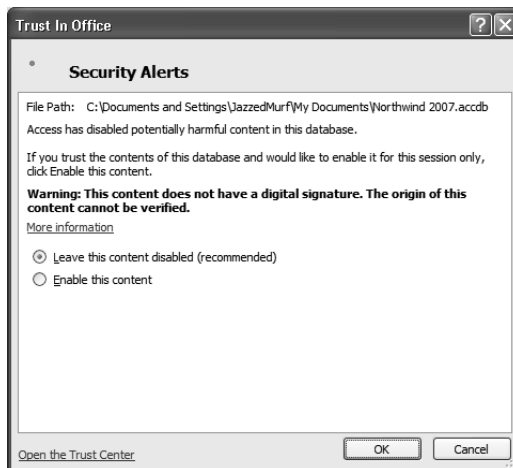 Trust In Office
Security Alerts
File Path: C:\Documents and Settings\JazzedMurf\My Documents\Northwind 2007.accdb
Access has disabled potentially harmful content in this database.
If you trust the contents of this database and would like to enable it for this session only,
click Enable this content.
Warning: This content does not have a digital signature. The origin of this
content cannot be verified.
More information
Leave this content disabled (recommended)
Enable this content
Open the Trust Center
OK
Cancel